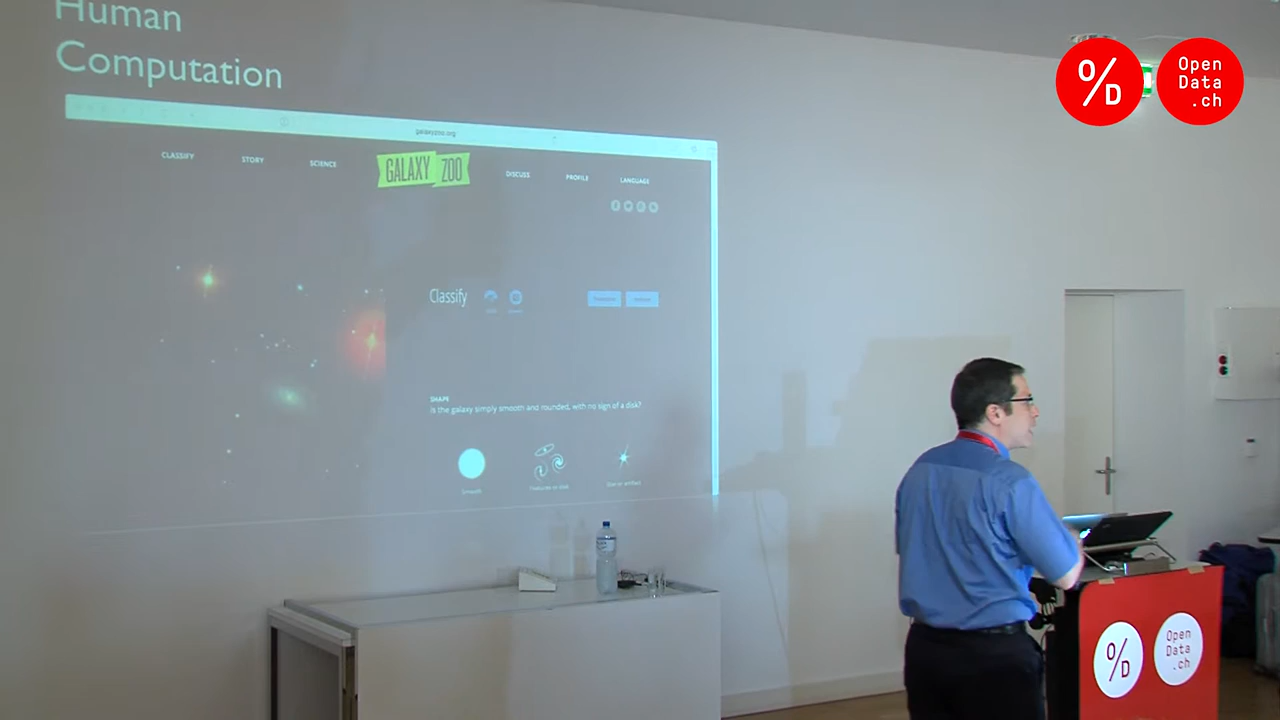 Human
Computation
galaxyzoo.org
CLASSIFY
STORY
SCIENCE
GALAXY ZOO
DISCUSS
PROFILE
LANGUAGE
Classify
SHAPE
Is the galaxy simply smooth and rounded, with no sign of a disk?
Smooth
Features or disk
Star or artifact
%D
Open
Data
.ch
%D
Open
Data
.ch